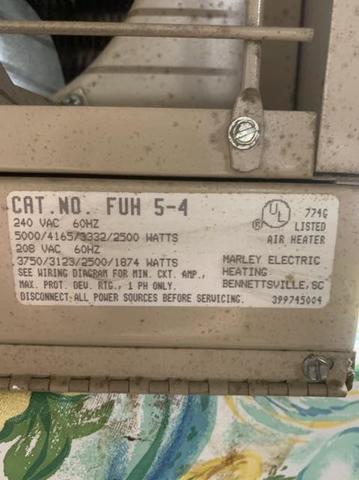 CAT.NO. FUH 5-4
240 VAC 60HZ
5000/4165/3332/2500 WATTS
208 VAC 60HZ
3750/3123/2500/1874 WATTS
SEE WIRING DIAGRAM FOR MIN. CKT. AMP.,
MAX. PROT. DEV. RTG., 1 PH ONLY.
DISCONNECT ALL POWER SOURCES BEFORE SERVICING.
UL
®
774G
LISTED
AIR HEATER
MARLEY ELECTRIC
HEATING
BENNETTSVILLE, SC
399745004